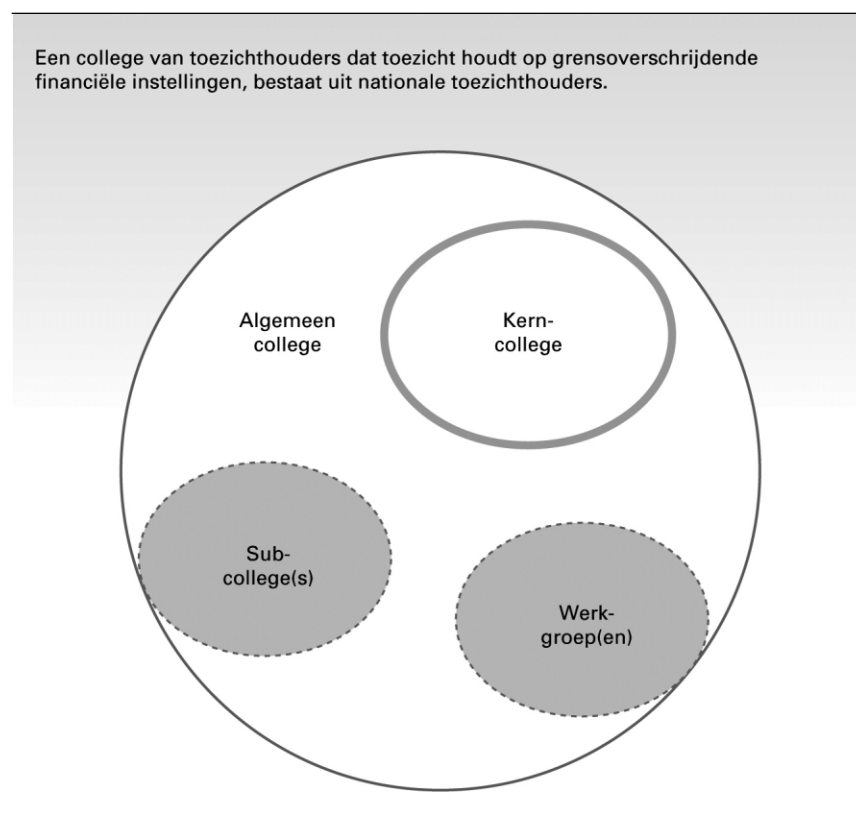 Een college van toezichthouders dat toezicht houdt op grensoverschrijdende
financiële instellingen, bestaat uit nationale toezichthouders.
Algemeen
college
Kern-
college
Sub-
college(s)
Werk-
groep(en)